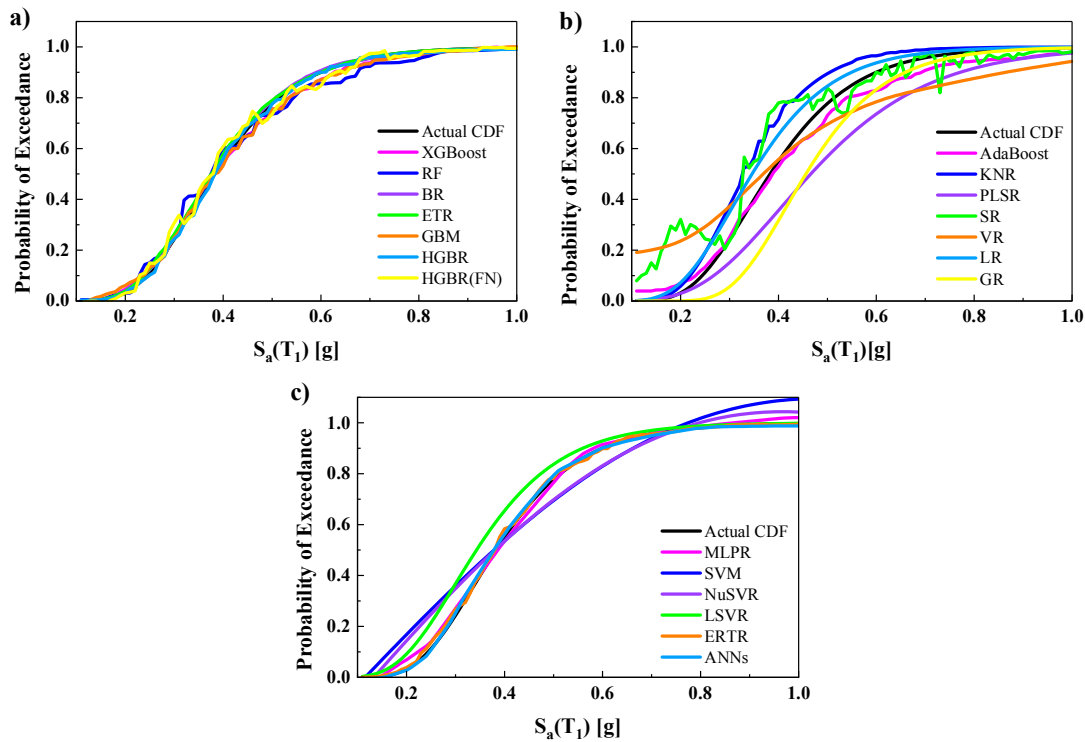 a)
Probability of Exceedance
1.0
0.8
0.6
0.4
0.2
0.0
Actual CDF
XGBoost
RF
BR
ETR
GBM
HGBR
HGBR(FN)
0.2 0.4 0.6 0.8 1.0
Sa(T1) [g]
b)
Probability of Exceedance
1.0
0.8
0.6
0.4
0.2
0.0
Actual CDF
AdaBoost
KNR
PLSR
SR
VR
LR
GR
0.2 0.4 0.6 0.8 1.0
Sa(T1)[g]
c)
Probability of Exceedance
1.0
0.8
0.6
0.4
0.2
0.0
Actual CDF
MLPR
SVM
NuSVR
LSVR
ERTR
ANNs
0.2 0.4 0.6 0.8 1.0
Sa(T1) [g]